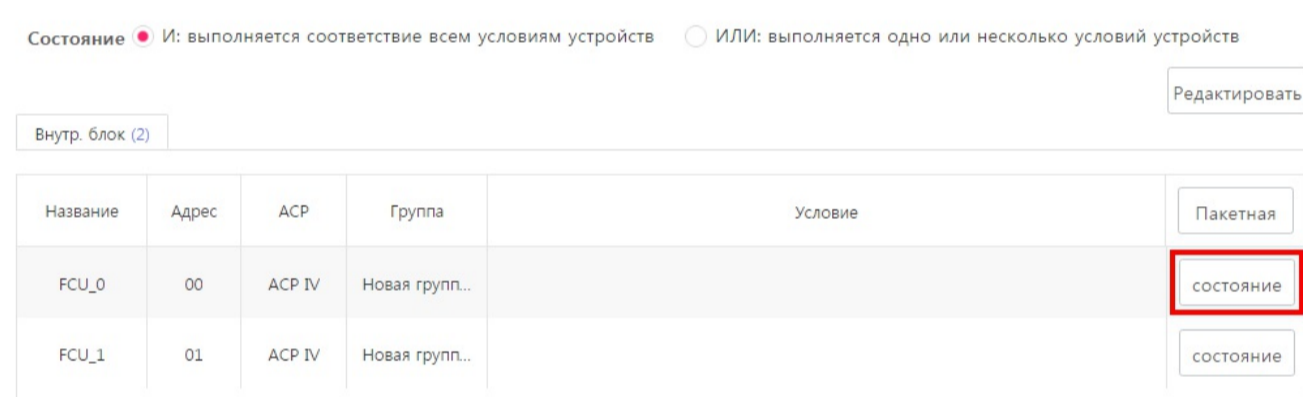 Состояние И: выполняется соответствие всем условиям устройств ИЛИ: выполняется одно или несколько условий устройств
Редактировать
Внутр. блок (2)
Название Адрес ACP Группа Условие Пакетная
FCU_0 00 ACP IV Новая групп... состояние
FCU_1 01 ACP IV Новая групп... состояние